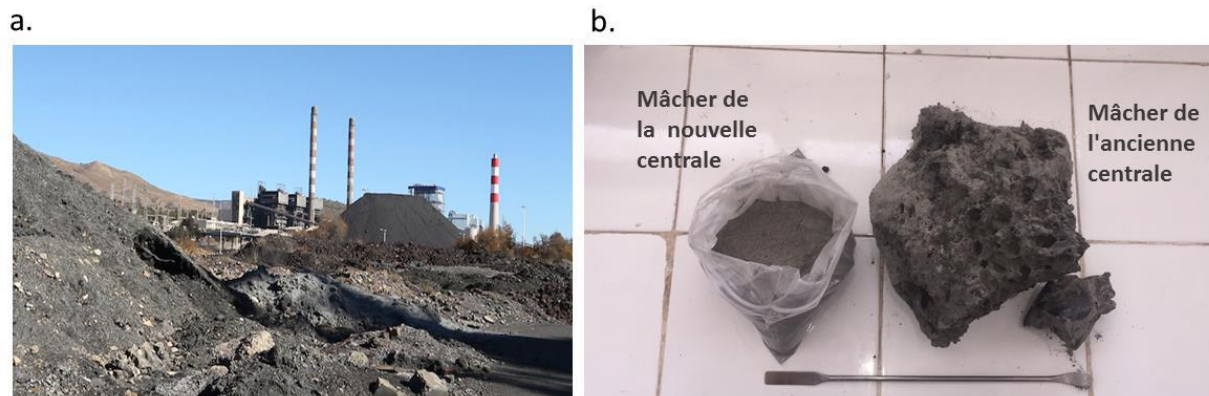 a.
b.
Mâcher de
la nouvelle
centrale
Mâcher de
l'ancienne
centrale